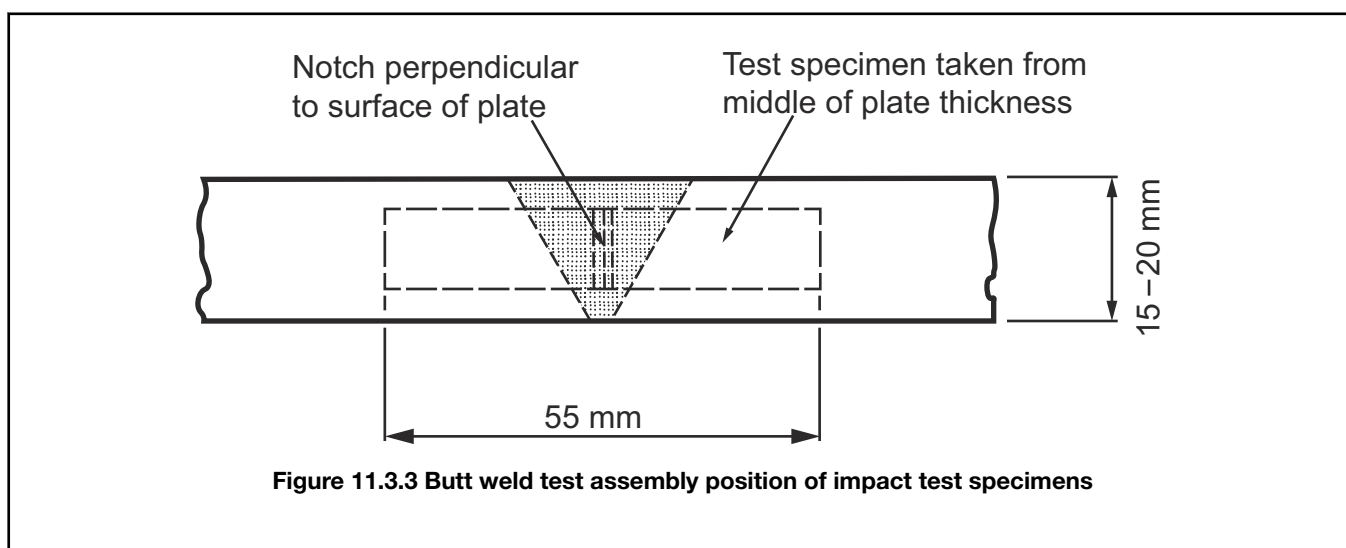 Notch perpendicular
to surface of plate
Test specimen taken from
middle of plate thickness
15–20 mm
55 mm
Figure 11.3.3 Butt weld test assembly position of impact test specimens